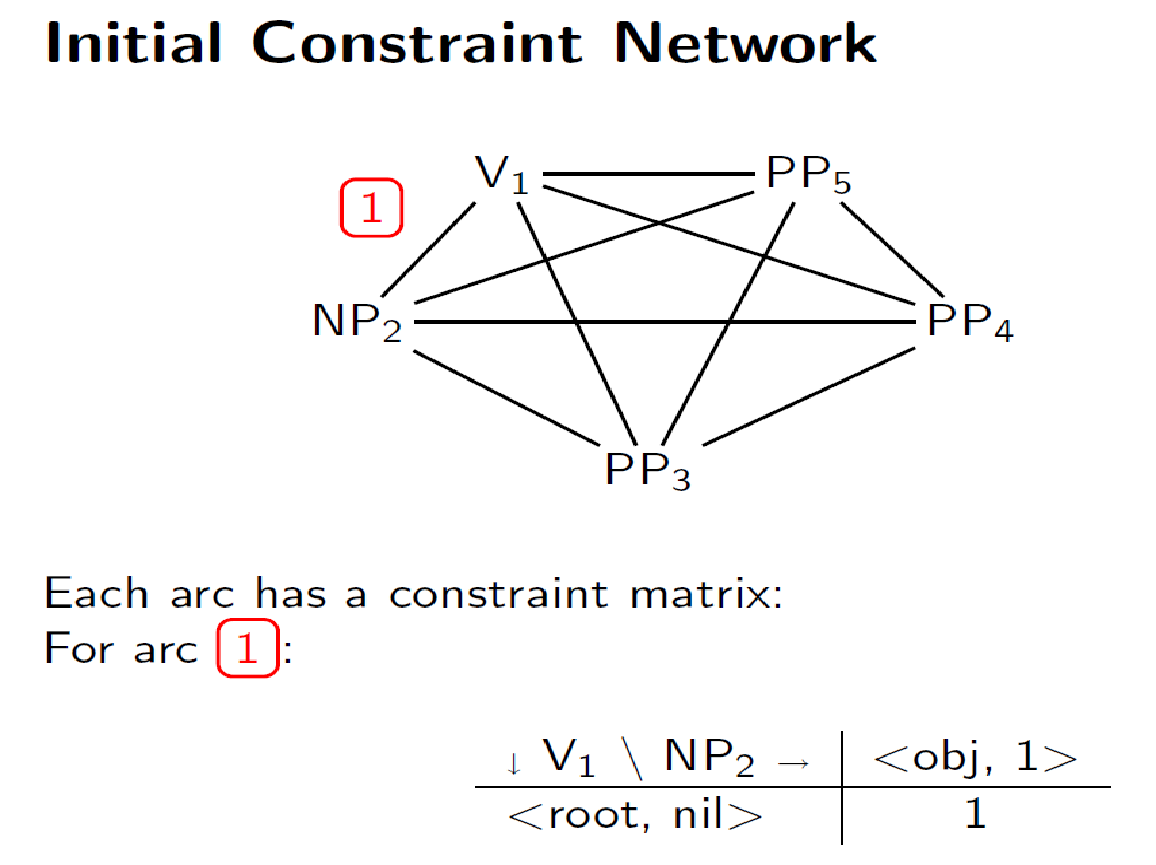 Initial Constraint Network
V₁ PP₅
1
NP₂ PP₄
PP₃
Each arc has a constraint matrix:
For arc 1:
↓ V₁ \ NP₂ → <obj, 1>
<root, nil> 1